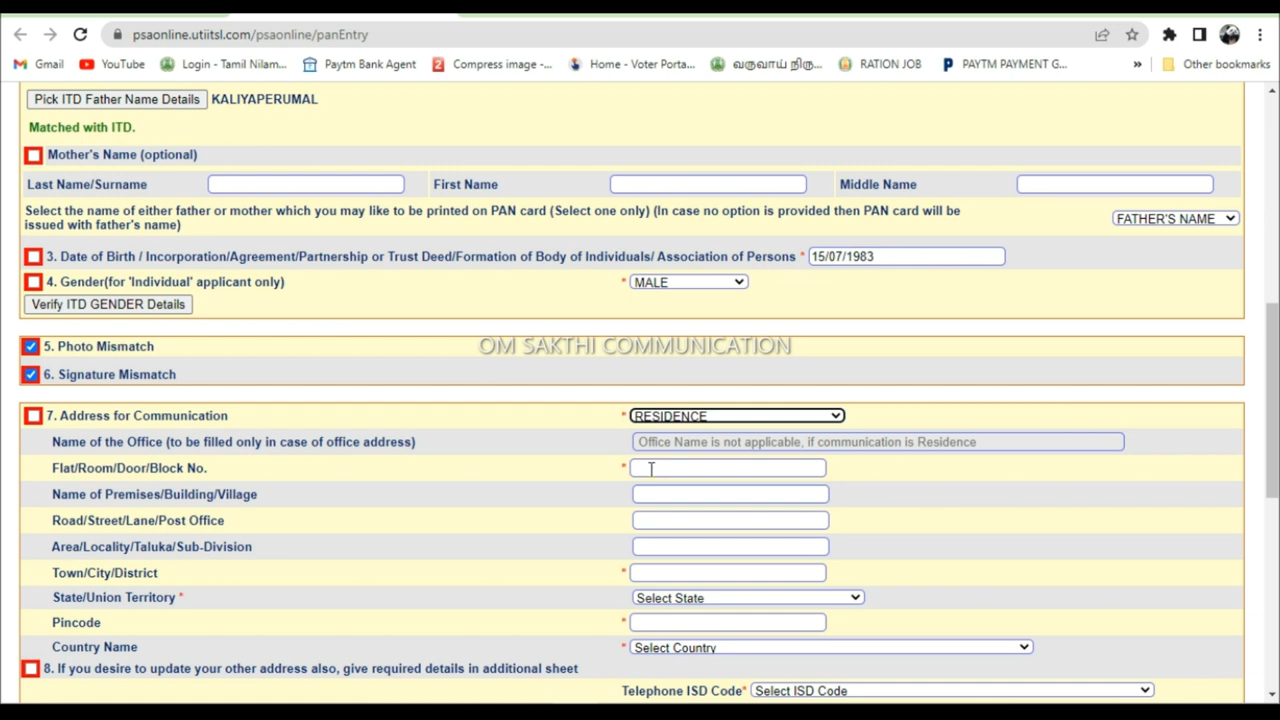 psaonline.utiitsl.com/psaonline/panEntry
Gmail YouTube Login - Tamil Nilam... Paytm Bank Agent Compress image -... Home - Voter Porta... வருவாய் நிரு... RATION JOB PAYTM PAYMENT G... » Other bookmarks
Pick ITD Father Name Details KALIYAPERUMAL
Matched with ITD.
Mother's Name (optional)
Last Name/Surname First Name Middle Name
Select the name of either father or mother which you may like to be printed on PAN card (Select one only) (In case no option is provided then PAN card will be
issued with father's name) FATHER'S NAME
3. Date of Birth / Incorporation/Agreement/Partnership or Trust Deed/Formation of Body of Individuals/ Association of Persons * 15/07/1983
4. Gender(for 'Individual' applicant only) * MALE
Verify ITD GENDER Details
5. Photo Mismatch
OM SAKTHI COMMUNICATION
6. Signature Mismatch
7. Address for Communication * RESIDENCE
Name of the Office (to be filled only in case of office address) Office Name is not applicable, if communication is Residence
Flat/Room/Door/Block No. *
Name of Premises/Building/Village
Road/Street/Lane/Post Office
Area/Locality/Taluka/Sub-Division
Town/City/District *
State/Union Territory * Select State
Pincode *
Country Name * Select Country
8. If you desire to update your other address also, give required details in additional sheet
Telephone ISD Code* Select ISD Code